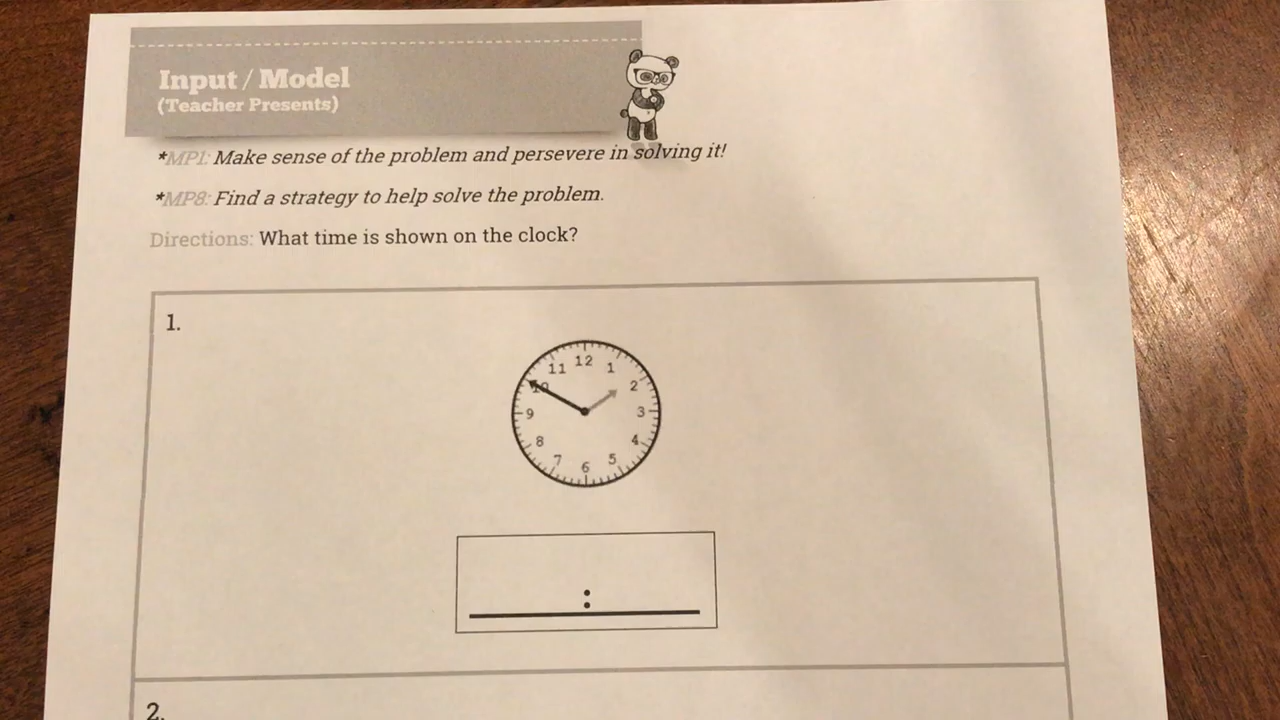 Input / Model
(Teacher Presents)
*MP1: Make sense of the problem and persevere in solving it!
*MP8: Find a strategy to help solve the problem.
Directions: What time is shown on the clock?
1.
12
11 1
10 2
9 3
8 4
7 5
6
:
2.